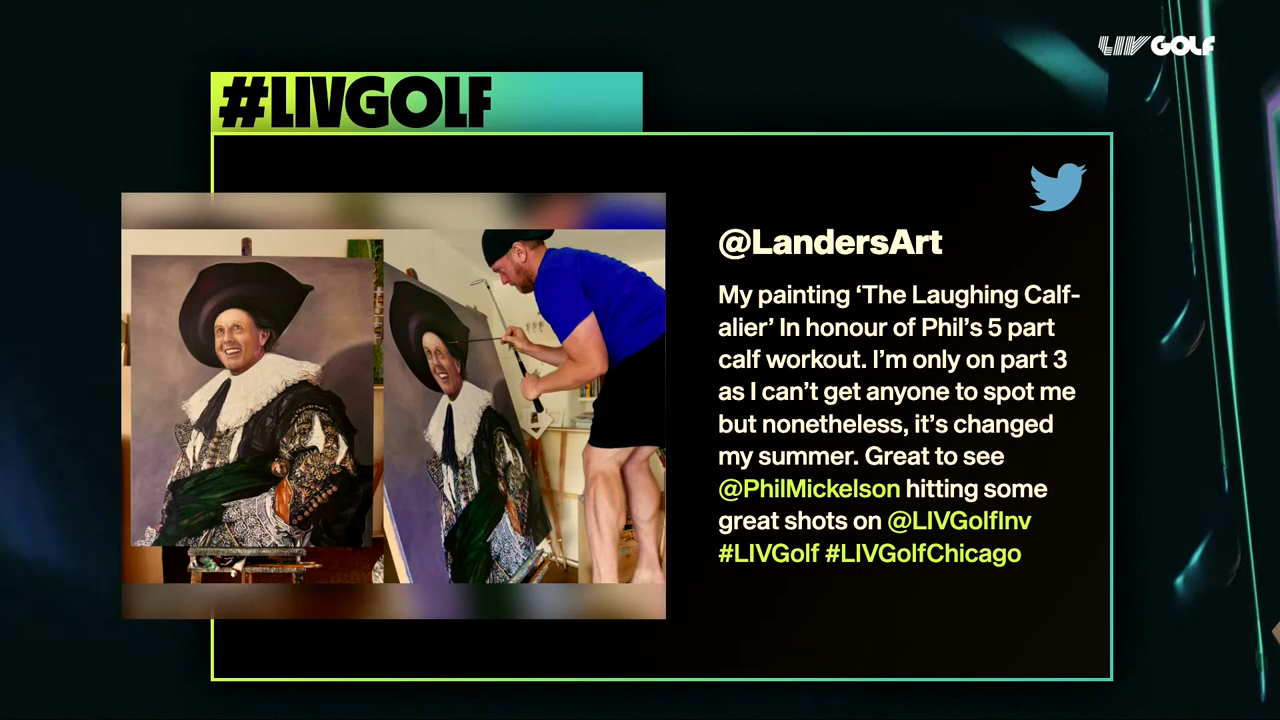 LIV GOLF
#LIVGOLF
@LandersArt
My painting ‘The Laughing Calf-
alier’ In honour of Phil’s 5 part
calf workout. I’m only on part 3
as I can’t get anyone to spot me
but nonetheless, it’s changed
my summer. Great to see
@PhilMickelson hitting some
great shots on @LIVGolfInv
#LIVGolf #LIVGolfChicago